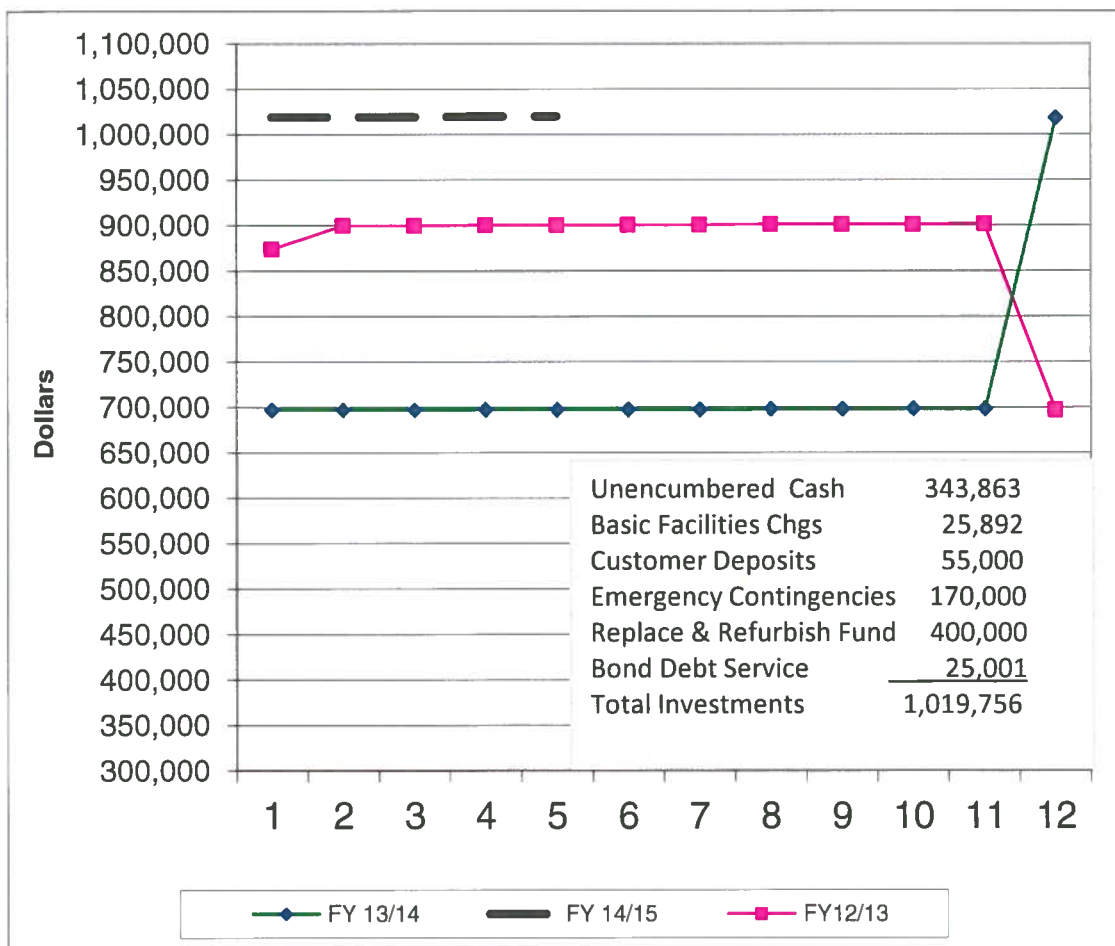 1,100,000
1,050,000
1,000,000
950,000
900,000
850,000
800,000
750,000
700,000
650,000
600,000
550,000
500,000
450,000
400,000
350,000
300,000
Dollars
Unencumbered Cash 343,863
Basic Facilities Chgs 25,892
Customer Deposits 55,000
Emergency Contingencies 170,000
Replace & Refurbish Fund 400,000
Bond Debt Service 25,001
Total Investments 1,019,756
1 2 3 4 5 6 7 8 9 10 11 12
FY 13/14 FY 14/15 FY12/13